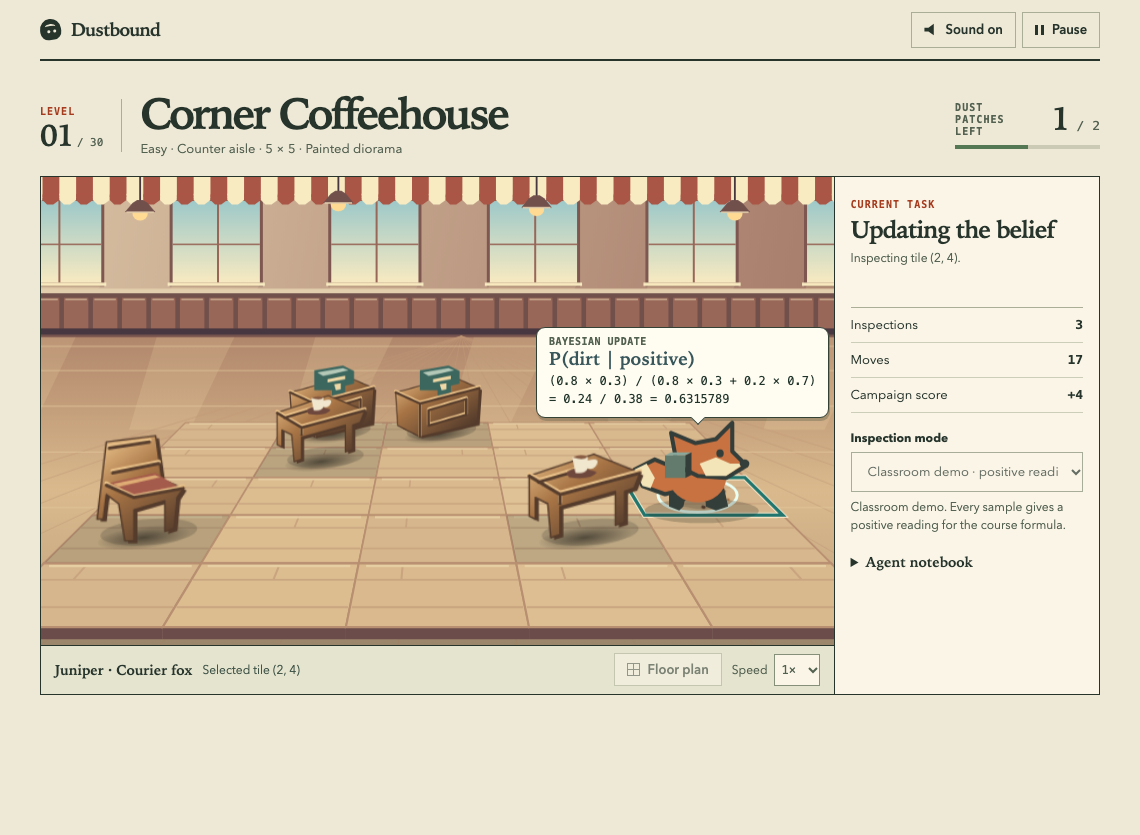 Dustbound
Sound on
Pause
LEVEL
01 / 30
Corner Coffeehouse
Easy · Counter aisle · 5 × 5 · Painted diorama
DUST
PATCHES
LEFT
1 / 2
BAYESIAN UPDATE
P(dirt | positive)
(0.8 × 0.3) / (0.8 × 0.3 + 0.2 × 0.7)
= 0.24 / 0.38 = 0.6315789
CURRENT TASK
Updating the belief
Inspecting tile (2, 4).
Inspections 3
Moves 17
Campaign score +4
Inspection mode
Classroom demo · positive readi
Classroom demo. Every sample gives a
positive reading for the course formula.
Agent notebook
Juniper · Courier fox Selected tile (2, 4)
Floor plan
Speed 1×